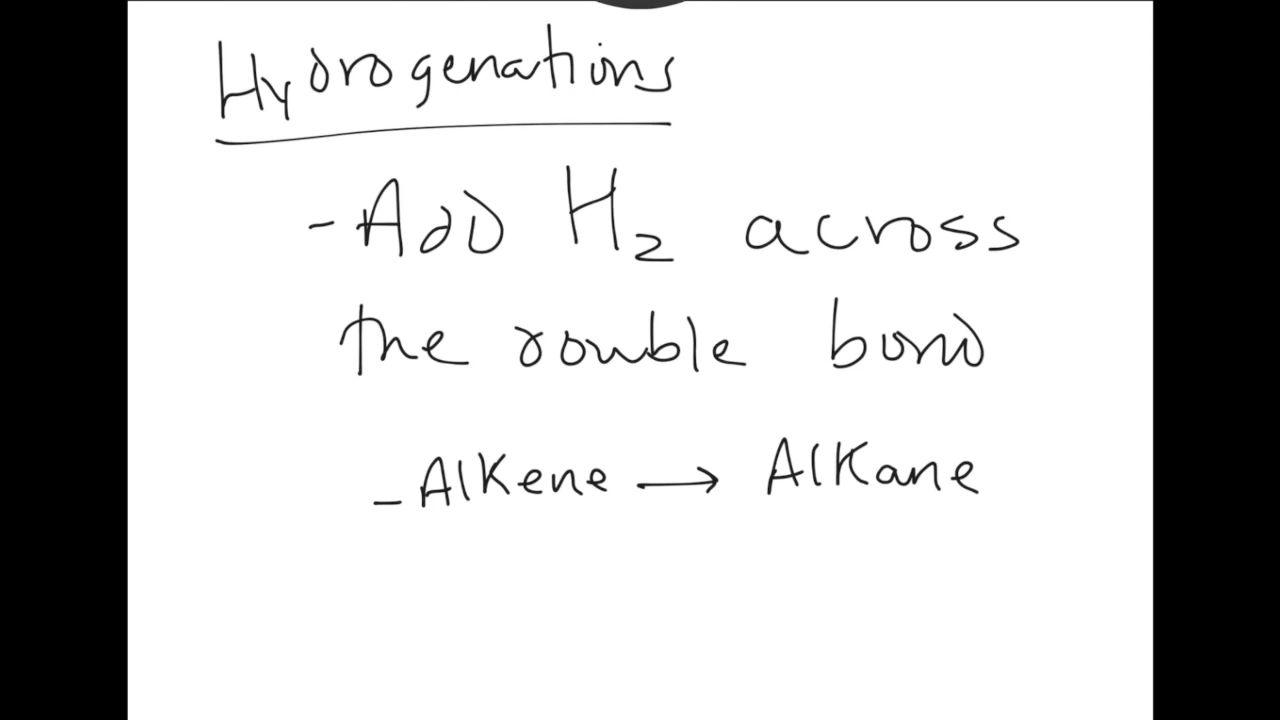 Hydrogenations
- Add H₂ across
the double bond
- Alkene → Alkane